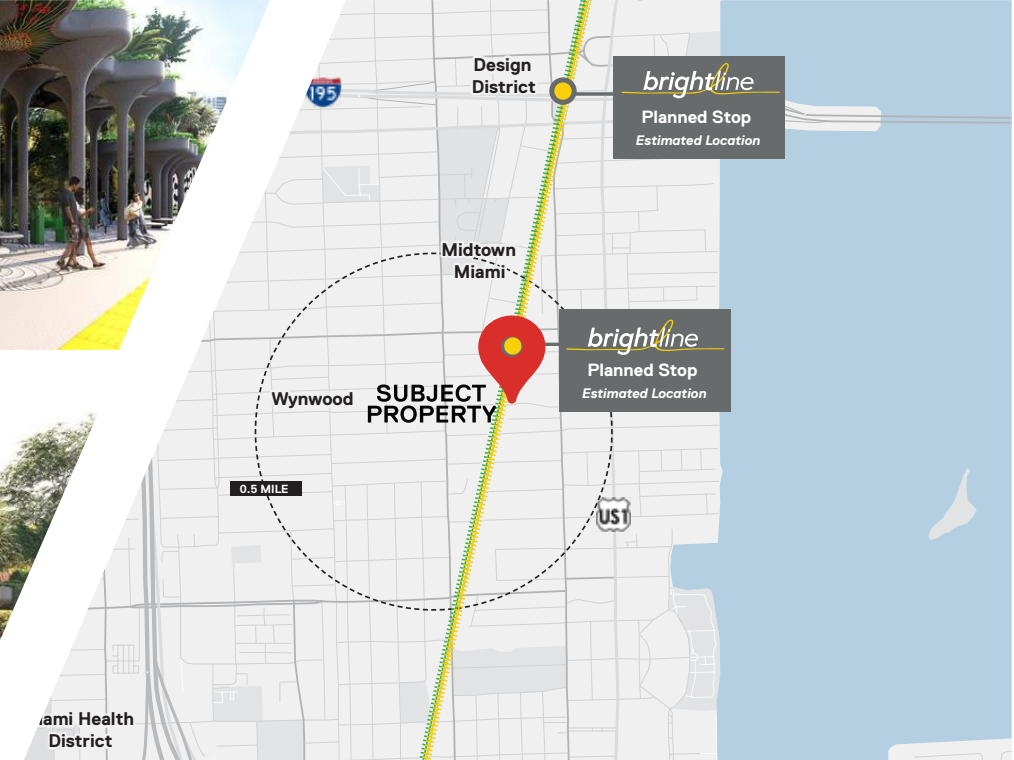 Design
District
195
brightline
Planned Stop
Estimated Location
Midtown
Miami
brightline
Planned Stop
Estimated Location
Wynwood
SUBJECT
PROPERTY
0.5 MILE
US1
iami Health
District